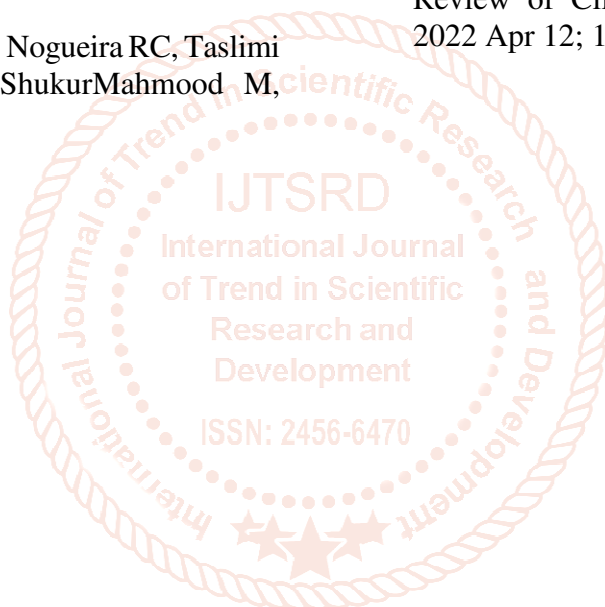 Nogueira RC, Taslimi
ShukurMahmood M,
Review of Ch
2022 Apr 12; 1
International Journal of Trend in Scientific Research and Development
IJTSRD
International Journal
of Trend in Scientific
Research and
Development
ISSN: 2456-6470